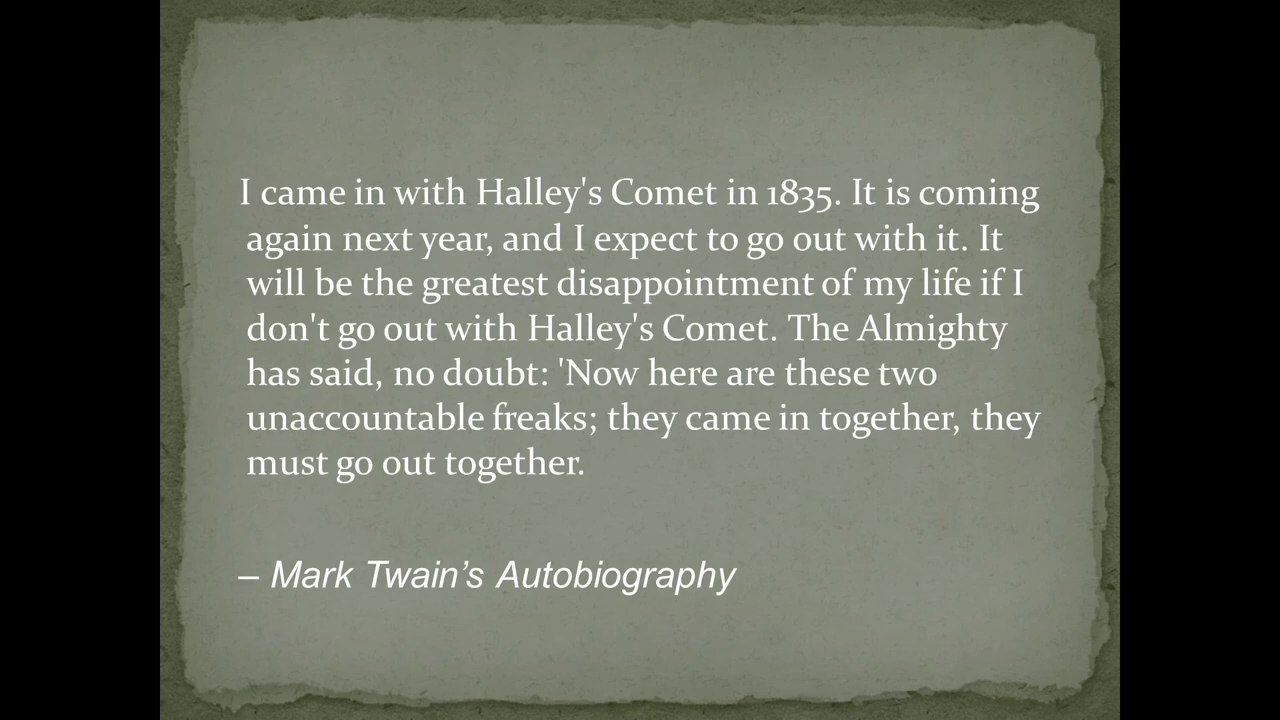 I came in with Halley's Comet in 1835. It is coming
again next year, and I expect to go out with it. It
will be the greatest disappointment of my life if I
don't go out with Halley's Comet. The Almighty
has said, no doubt: 'Now here are these two
unaccountable freaks; they came in together, they
must go out together.
– Mark Twain’s Autobiography